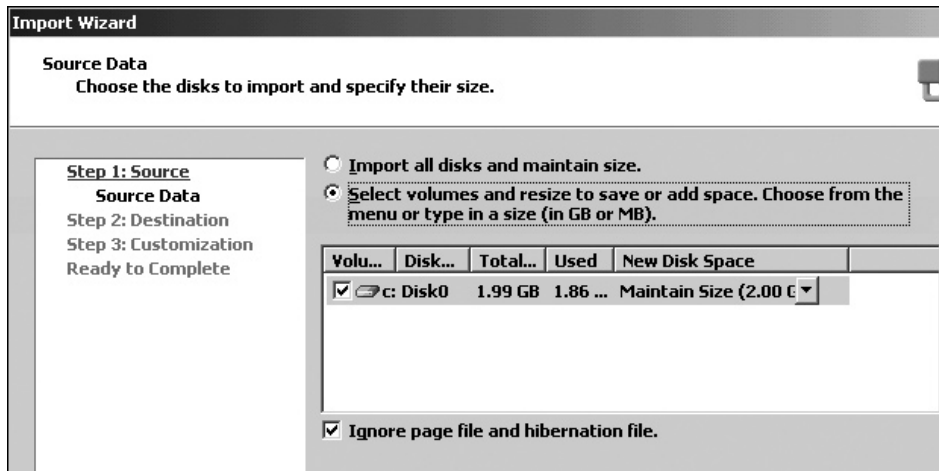 Import Wizard
Source Data
Choose the disks to import and specify their size.
Step 1: Source
Source Data
Step 2: Destination
Step 3: Customization
Ready to Complete
Import all disks and maintain size.
Select volumes and resize to save or add space. Choose from the
menu or type in a size (in GB or MB).
Volu... Disk... Total... Used New Disk Space
c: Disk0 1.99 GB 1.86 ... Maintain Size (2.00 G
Ignore page file and hibernation file.